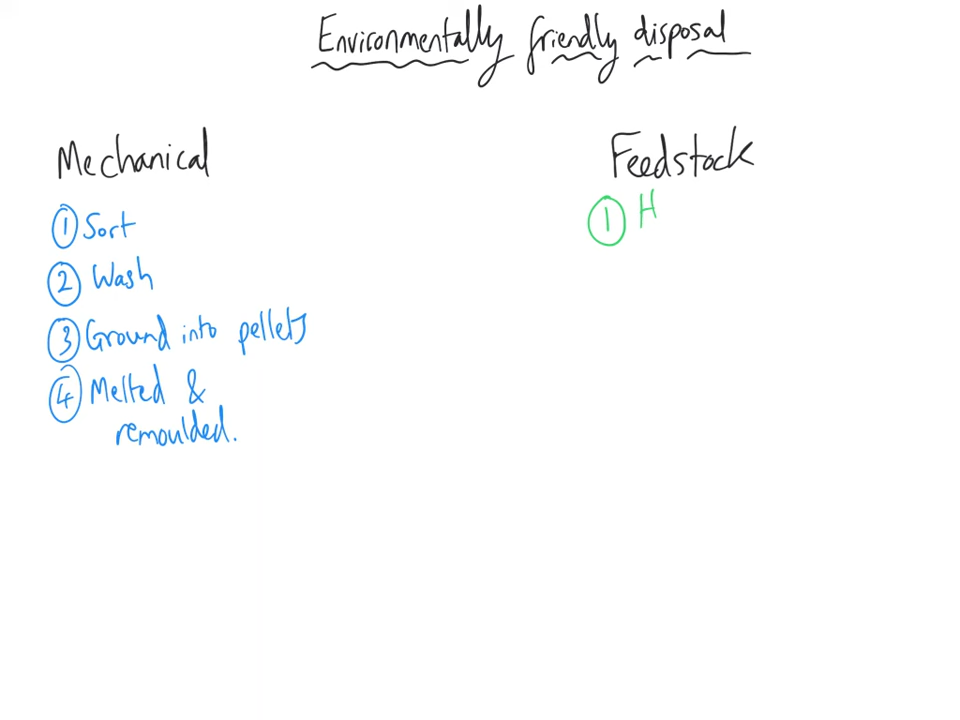 Environmentally friendly disposal
Mechanical
① Sort
② Wash
③ Ground into pellets
④ Melted &
remoulded.
Feedstock
① H